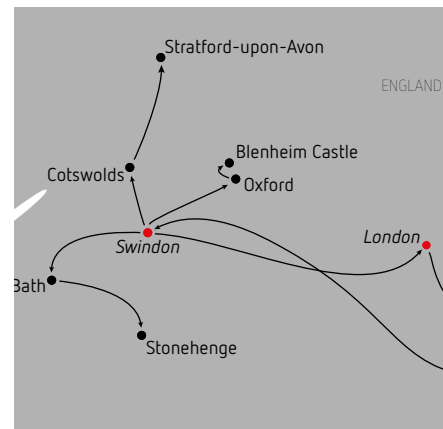 Stratford-upon-Avon
ENGLAND
Blenheim Castle
Cotswolds
Oxford
London
Swindon
Bath
Stonehenge